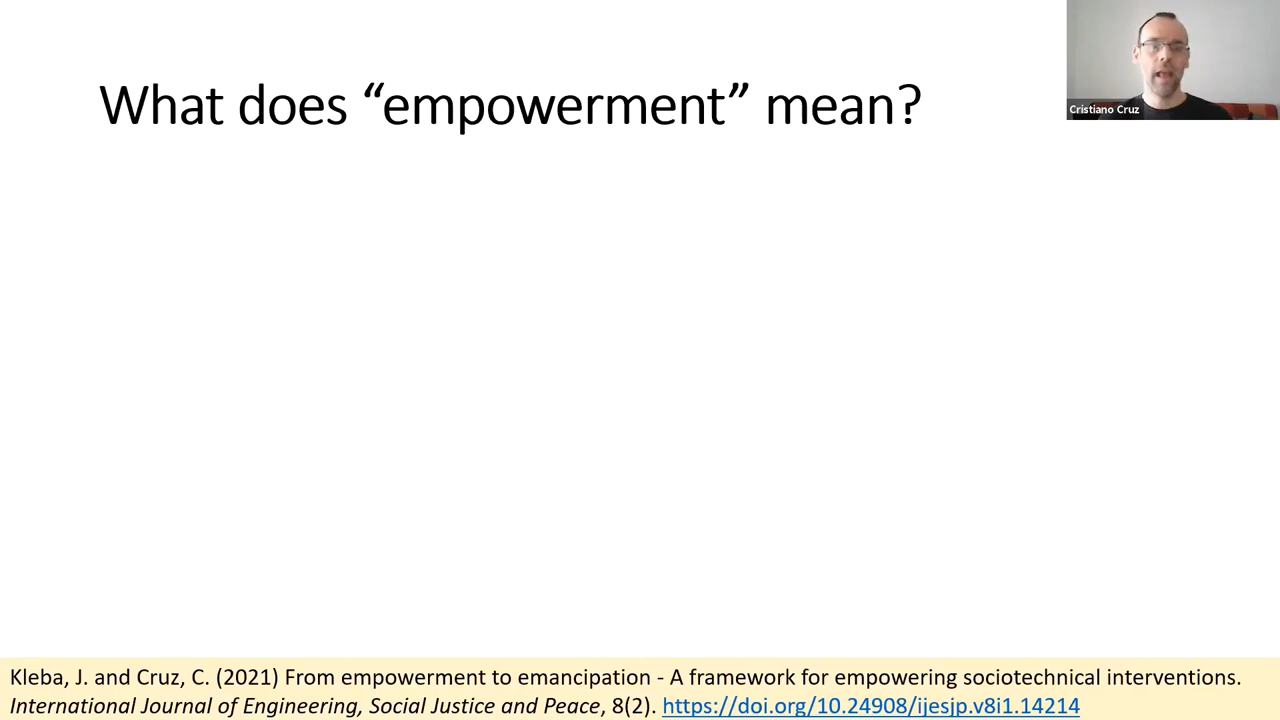 What does “empowerment” mean?
Cristiano Cruz
Kleba, J. and Cruz, C. (2021) From empowerment to emancipation - A framework for empowering sociotechnical interventions.
International Journal of Engineering, Social Justice and Peace, 8(2). https://doi.org/10.24908/ijesjp.v8i1.14214